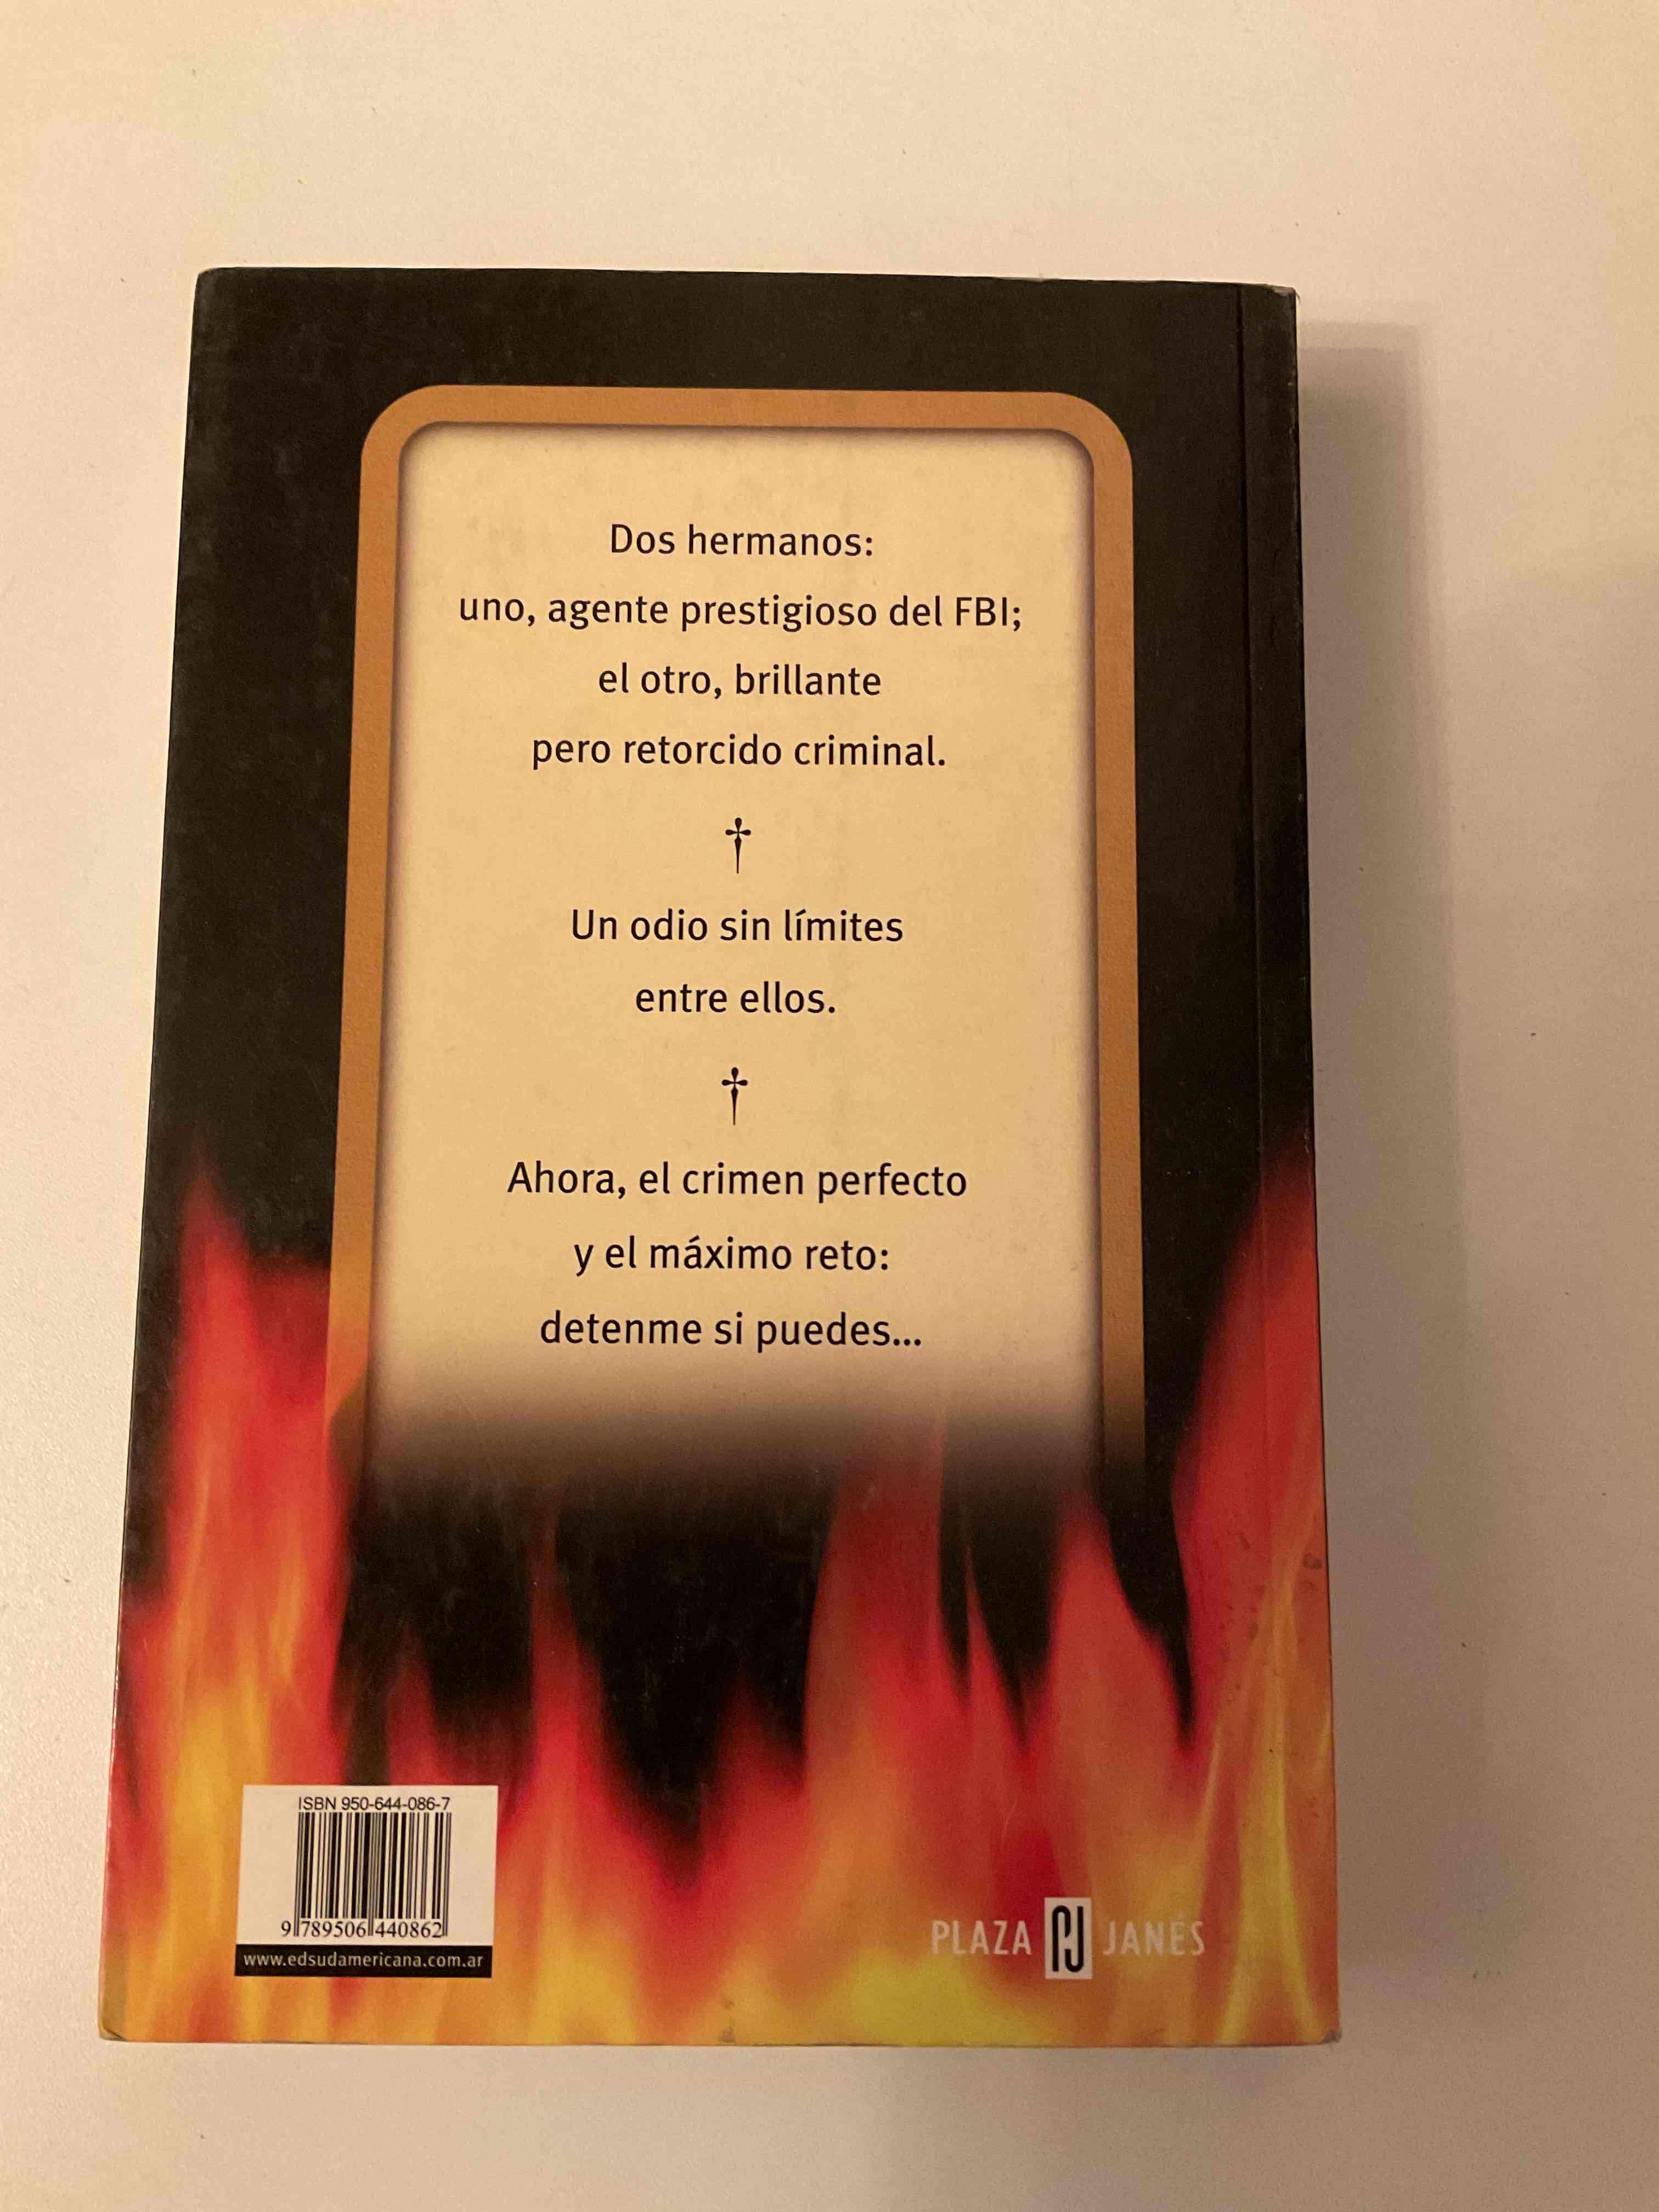 Dos hermanos:
uno, agente prestigioso del FBI;
el otro, brillante
pero retorcido criminal.
†
Un odio sin límites
entre ellos.
†
Ahora, el crimen perfecto
y el máximo reto:
detenme si puedes...
ISBN 950-644-086-7
9 789506 440862
www.edsudamericana.com.ar
PLAZA PJ JANÉS